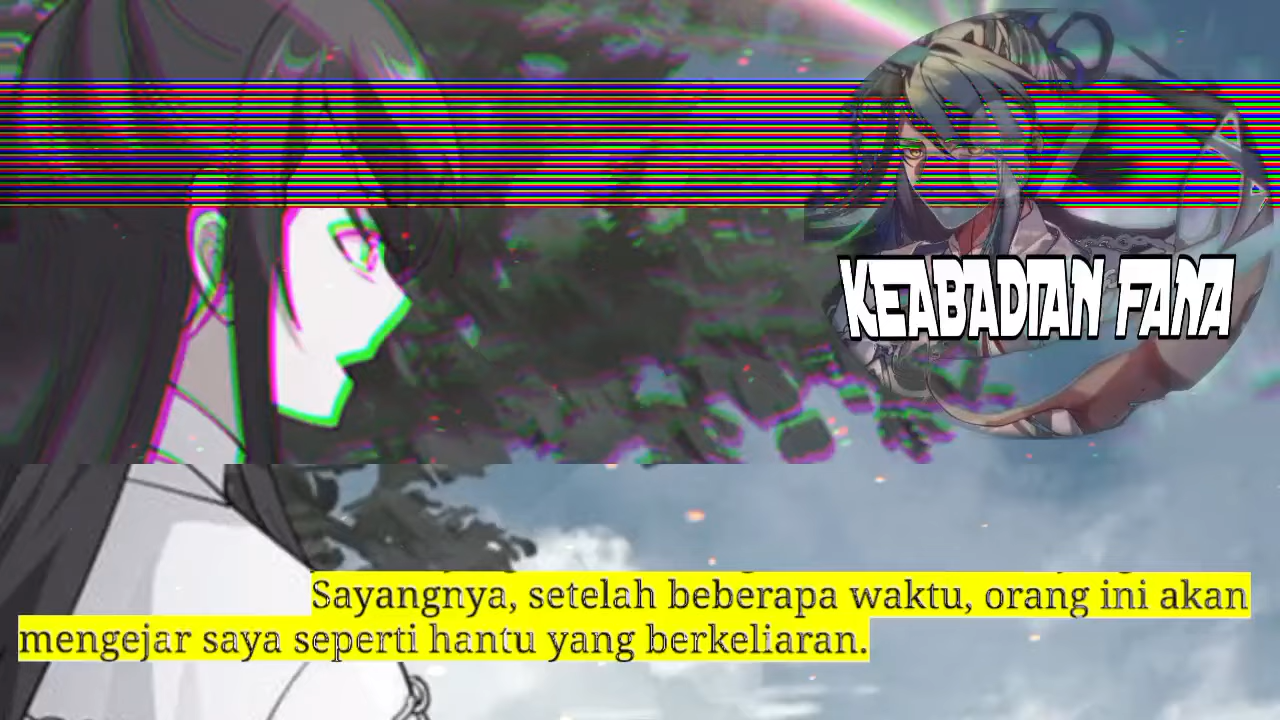 KEABADIAN FANA
Sayangnya, setelah beberapa waktu, orang ini akan
mengejar saya seperti hantu yang berkeliaran.